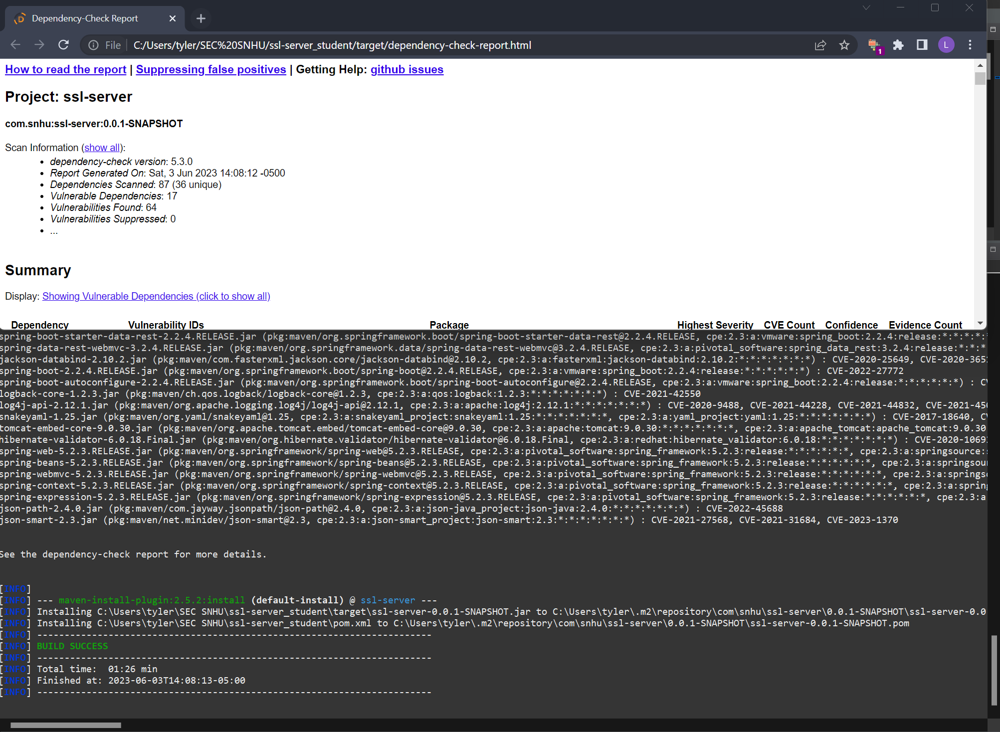 Dependency-Check Report
File
C:/Users/tyler/SEC%20SNHU/ssl-server_student/target/dependency-check-report.html
1
L
How to read the report | Suppressing false positives | Getting Help: github issues
Project: ssl-server
com.snhu:ssl-server:0.0.1-SNAPSHOT
Scan Information (show all):
• dependency-check version: 5.3.0
• Report Generated On: Sat, 3 Jun 2023 14:08:12 -0500
• Dependencies Scanned: 87 (36 unique)
• Vulnerable Dependencies: 17
• Vulnerabilities Found: 64
• Vulnerabilities Suppressed: 0
• ...
Summary
Display: Showing Vulnerable Dependencies (click to show all)
Dependency Vulnerability IDs Package Highest Severity CVE Count Confidence Evidence Count
spring-boot-starter-data-rest-2.2.4.RELEASE.jar (pkg:maven/org.springframework.boot/spring-boot-starter-data-rest@2.2.4.RELEASE, cpe:2.3:a:vmware:spring_boot:2.2.4:release:*:*:*:*
spring-data-rest-webmvc-3.2.4.RELEASE.jar (pkg:maven/org.springframework.data/spring-data-rest-webmvc@3.2.4.RELEASE, cpe:2.3:a:pivotal_software:spring_data_rest:3.2.4:release:*:*:*
jackson-databind-2.10.2.jar (pkg:maven/com.fasterxml.jackson.core/jackson-databind@2.10.2, cpe:2.3:a:fasterxml:jackson-databind:2.10.2:*:*:*:*:*:*:*) : CVE-2020-25649, CVE-2020-3651
spring-boot-2.2.4.RELEASE.jar (pkg:maven/org.springframework.boot/spring-boot@2.2.4.RELEASE, cpe:2.3:a:vmware:spring_boot:2.2.4:release:*:*:*:*:*:*) : CVE-2022-27772
spring-boot-autoconfigure-2.2.4.RELEASE.jar (pkg:maven/org.springframework.boot/spring-boot-autoconfigure@2.2.4.RELEASE, cpe:2.3:a:vmware:spring_boot:2.2.4:release:*:*:*:*:*:*) : CV
logback-core-1.2.3.jar (pkg:maven/ch.qos.logback/logback-core@1.2.3, cpe:2.3:a:qos:logback:1.2.3:*:*:*:*:*:*:*) : CVE-2021-42550
log4j-api-2.12.1.jar (pkg:maven/org.apache.logging.log4j/log4j-api@2.12.1, cpe:2.3:a:apache:log4j:2.12.1:*:*:*:*:*:*:*) : CVE-2020-9488, CVE-2021-44228, CVE-2021-44832, CVE-2021-450
snakeyaml-1.25.jar (pkg:maven/org.yaml/snakeyaml@1.25, cpe:2.3:a:snakeyaml_project:snakeyaml:1.25:*:*:*:*:*:*:*, cpe:2.3:a:yaml_project:yaml:1.25:*:*:*:*:*:*:*) : CVE-2017-18640, CV
tomcat-embed-core-9.0.30.jar (pkg:maven/org.apache.tomcat.embed/tomcat-embed-core@9.0.30, cpe:2.3:a:apache:tomcat:9.0.30:*:*:*:*:*:*:*, cpe:2.3:a:apache_tomcat:apache_tomcat:9.0.30
hibernate-validator-6.0.18.Final.jar (pkg:maven/org.hibernate.validator/hibernate-validator@6.0.18.Final, cpe:2.3:a:redhat:hibernate_validator:6.0.18:*:*:*:*:*:*:*) : CVE-2020-1069
spring-web-5.2.3.RELEASE.jar (pkg:maven/org.springframework/spring-web@5.2.3.RELEASE, cpe:2.3:a:pivotal_software:spring_framework:5.2.3:release:*:*:*:*:*:*, cpe:2.3:a:springsource:
spring-beans-5.2.3.RELEASE.jar (pkg:maven/org.springframework/spring-beans@5.2.3.RELEASE, cpe:2.3:a:pivotal_software:spring_framework:5.2.3:release:*:*:*:*:*:*, cpe:2.3:a:springsou
spring-webmvc-5.2.3.RELEASE.jar (pkg:maven/org.springframework/spring-webmvc@5.2.3.RELEASE, cpe:2.3:a:pivotal_software:spring_framework:5.2.3:release:*:*:*:*:*:*, cpe:2.3:a:springs
spring-context-5.2.3.RELEASE.jar (pkg:maven/org.springframework/spring-context@5.2.3.RELEASE, cpe:2.3:a:pivotal_software:spring_framework:5.2.3:release:*:*:*:*:*:*, cpe:2.3:a:spring
spring-expression-5.2.3.RELEASE.jar (pkg:maven/org.springframework/spring-expression@5.2.3.RELEASE, cpe:2.3:a:pivotal_software:spring_framework:5.2.3:release:*:*:*:*:*:*, cpe:2.3:a
json-path-2.4.0.jar (pkg:maven/com.jayway.jsonpath/json-path@2.4.0, cpe:2.3:a:json-java_project:json-java:2.4.0:*:*:*:*:*:*:*) : CVE-2022-45688
json-smart-2.3.jar (pkg:maven/net.minidev/json-smart@2.3, cpe:2.3:a:json-smart_project:json-smart:2.3:*:*:*:*:*:*:*) : CVE-2021-27568, CVE-2021-31684, CVE-2023-1370
See the dependency-check report for more details.
[INFO]
[INFO] --- maven-install-plugin:2.5.2:install (default-install) @ ssl-server ---
[INFO] Installing C:\Users\tyler\SEC SNHU\ssl-server_student\target\ssl-server-0.0.1-SNAPSHOT.jar to C:\Users\tyler\.m2\repository\com\snhu\ssl-server\0.0.1-SNAPSHOT\ssl-server-0.0
[INFO] Installing C:\Users\tyler\SEC SNHU\ssl-server_student\pom.xml to C:\Users\tyler\.m2\repository\com\snhu\ssl-server\0.0.1-SNAPSHOT\ssl-server-0.0.1-SNAPSHOT.pom
[INFO] ------------------------------------------------------------------------
[INFO] BUILD SUCCESS
[INFO] ------------------------------------------------------------------------
[INFO] Total time:  01:26 min
[INFO] Finished at: 2023-06-03T14:08:13-05:00
[INFO] ------------------------------------------------------------------------